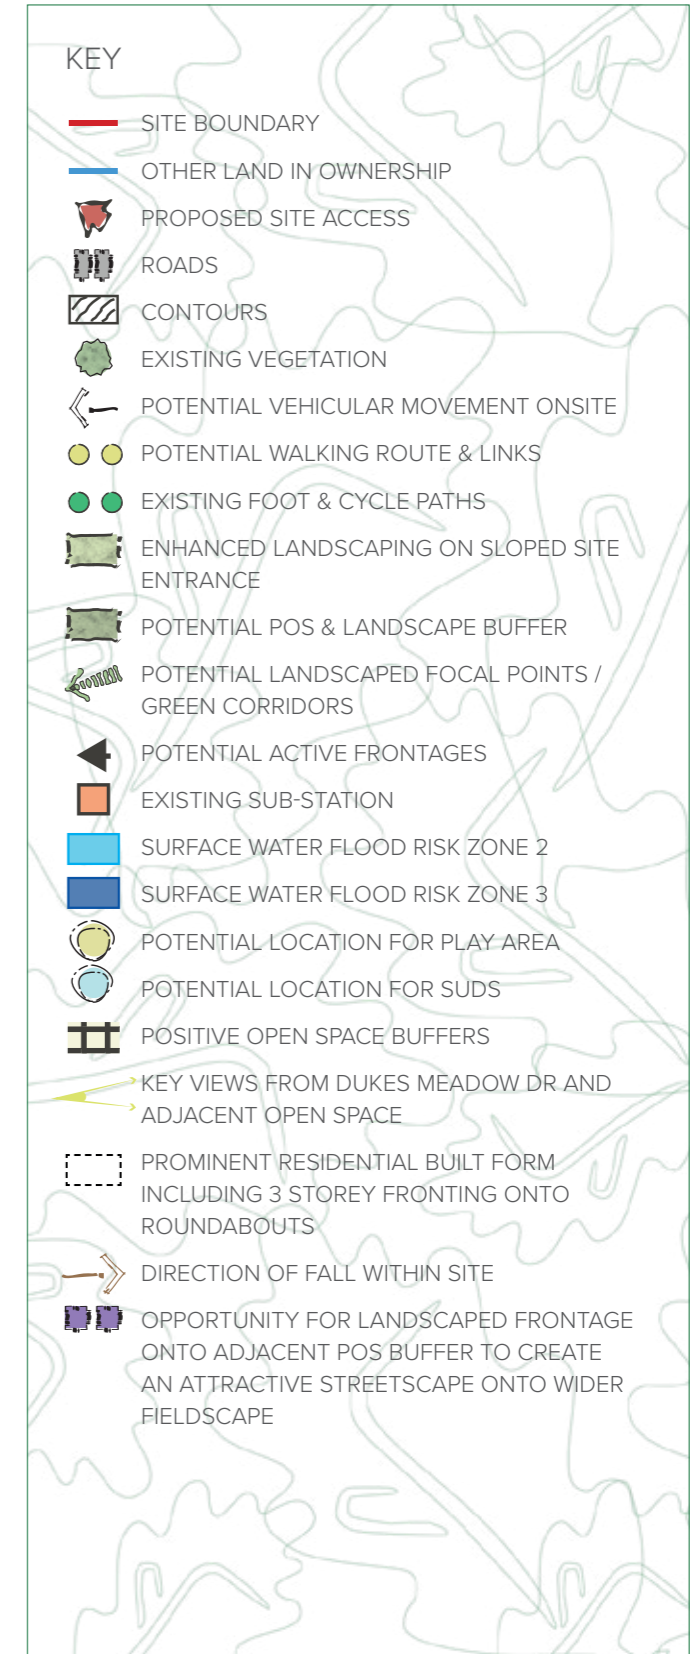 KEY
SITE BOUNDARY
OTHER LAND IN OWNERSHIP
PROPOSED SITE ACCESS
ROADS
CONTOURS
EXISTING VEGETATION
POTENTIAL VEHICULAR MOVEMENT ONSITE
POTENTIAL WALKING ROUTE & LINKS
EXISTING FOOT & CYCLE PATHS
ENHANCED LANDSCAPING ON SLOPED SITE
ENTRANCE
POTENTIAL POS & LANDSCAPE BUFFER
POTENTIAL LANDSCAPED FOCAL POINTS /
GREEN CORRIDORS
POTENTIAL ACTIVE FRONTAGES
EXISTING SUB-STATION
SURFACE WATER FLOOD RISK ZONE 2
SURFACE WATER FLOOD RISK ZONE 3
POTENTIAL LOCATION FOR PLAY AREA
POTENTIAL LOCATION FOR SUDS
POSITIVE OPEN SPACE BUFFERS
KEY VIEWS FROM DUKES MEADOW DR AND
ADJACENT OPEN SPACE
PROMINENT RESIDENTIAL BUILT FORM
INCLUDING 3 STOREY FRONTING ONTO
ROUNDABOUTS
DIRECTION OF FALL WITHIN SITE
OPPORTUNITY FOR LANDSCAPED FRONTAGE
ONTO ADJACENT POS BUFFER TO CREATE
AN ATTRACTIVE STREETSCAPE ONTO WIDER
FIELDSCAPE